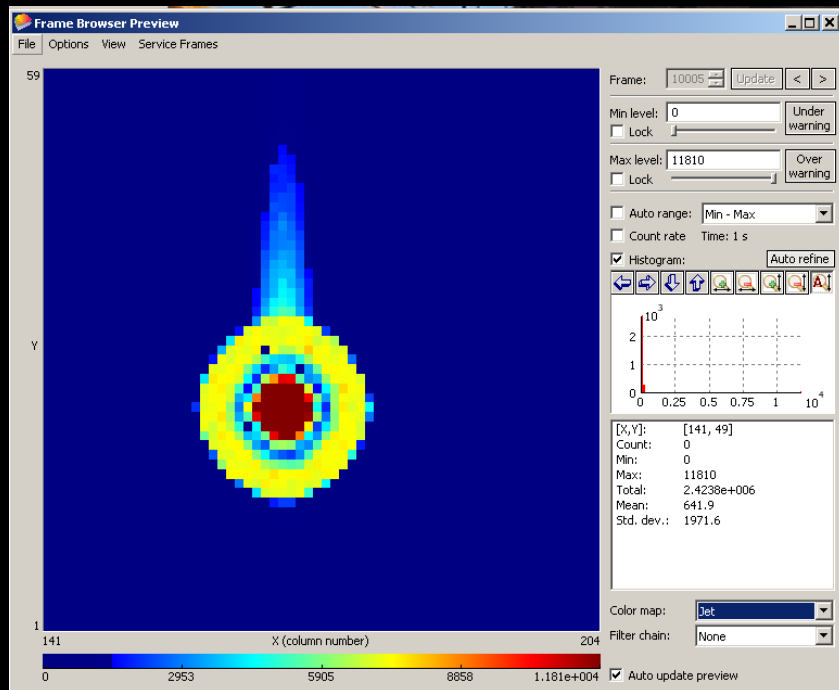 Frame Browser Preview
File Options View Service Frames
59
Y
1
141 X (column number) 204
0 2953 5905 8858 1.181e+004
Frame: 10005 Update < >
Min level: 0 Under warning
Lock
Max level: 11810 Over warning
Lock
Auto range: Min - Max
Count rate Time: 1 s
Histogram: Auto refine
A
10^3
2
1
0
0 0.25 0.5 0.75 1 10^4
[X,Y]: [141, 49]
Count: 0
Min: 0
Max: 11810
Total: 2.4238e+006
Mean: 641.9
Std. dev.: 1971.6
Color map: Jet
Filter chain: None
Auto update preview